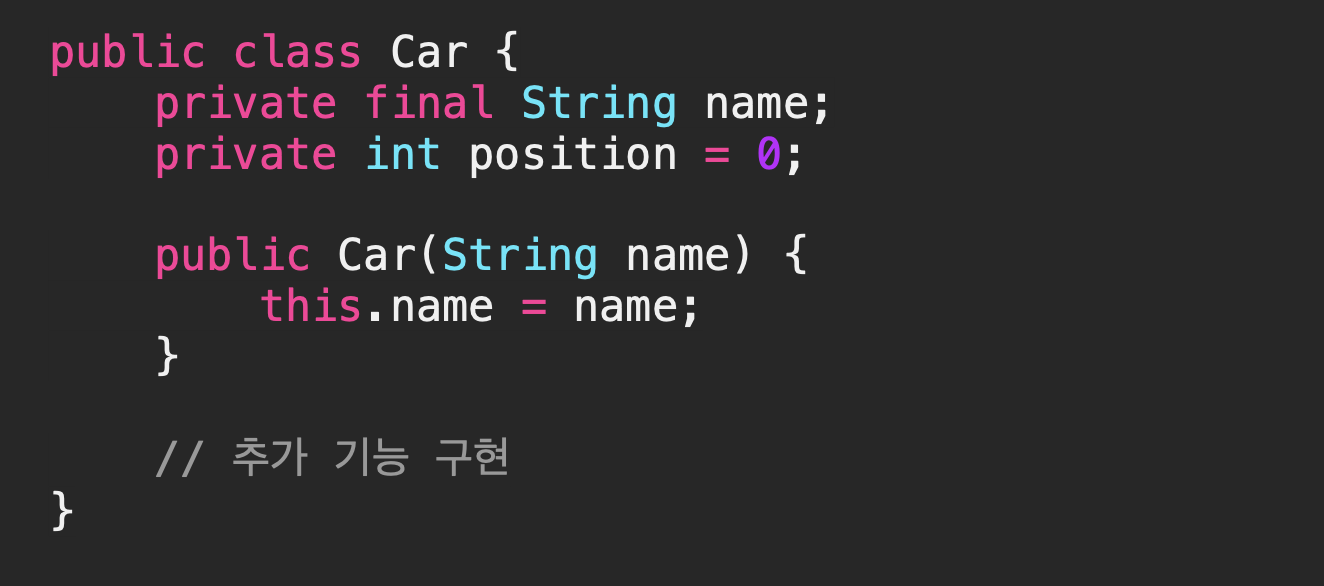 public class Car {
    private final String name;
    private int position = 0;

    public Car(String name) {
        this.name = name;
    }

    // 추가 기능 구현
}